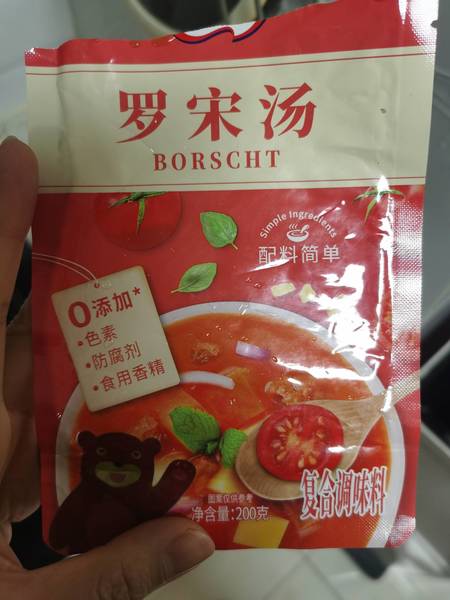 罗宋汤
BORSCHT
Simple Ingredients
配料简单
0添加*
·色素
·防腐剂
·食用香精
图案仅供参考
净含量:200克
复合调味料